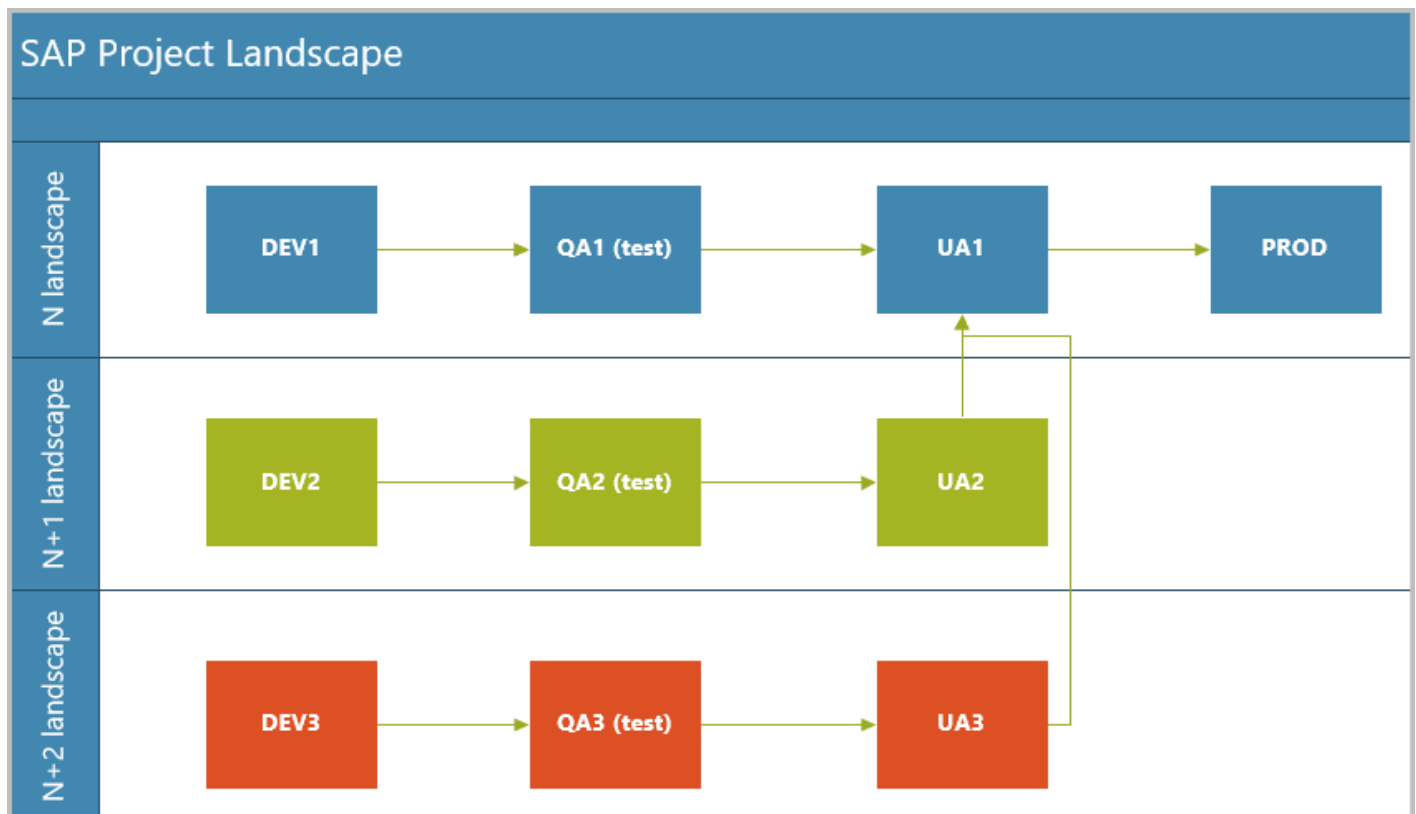 SAP Project Landscape
N landscape
DEV1
QA1 (test)
UA1
PROD
N+1 landscape
DEV2
QA2 (test)
UA2
N+2 landscape
DEV3
QA3 (test)
UA3